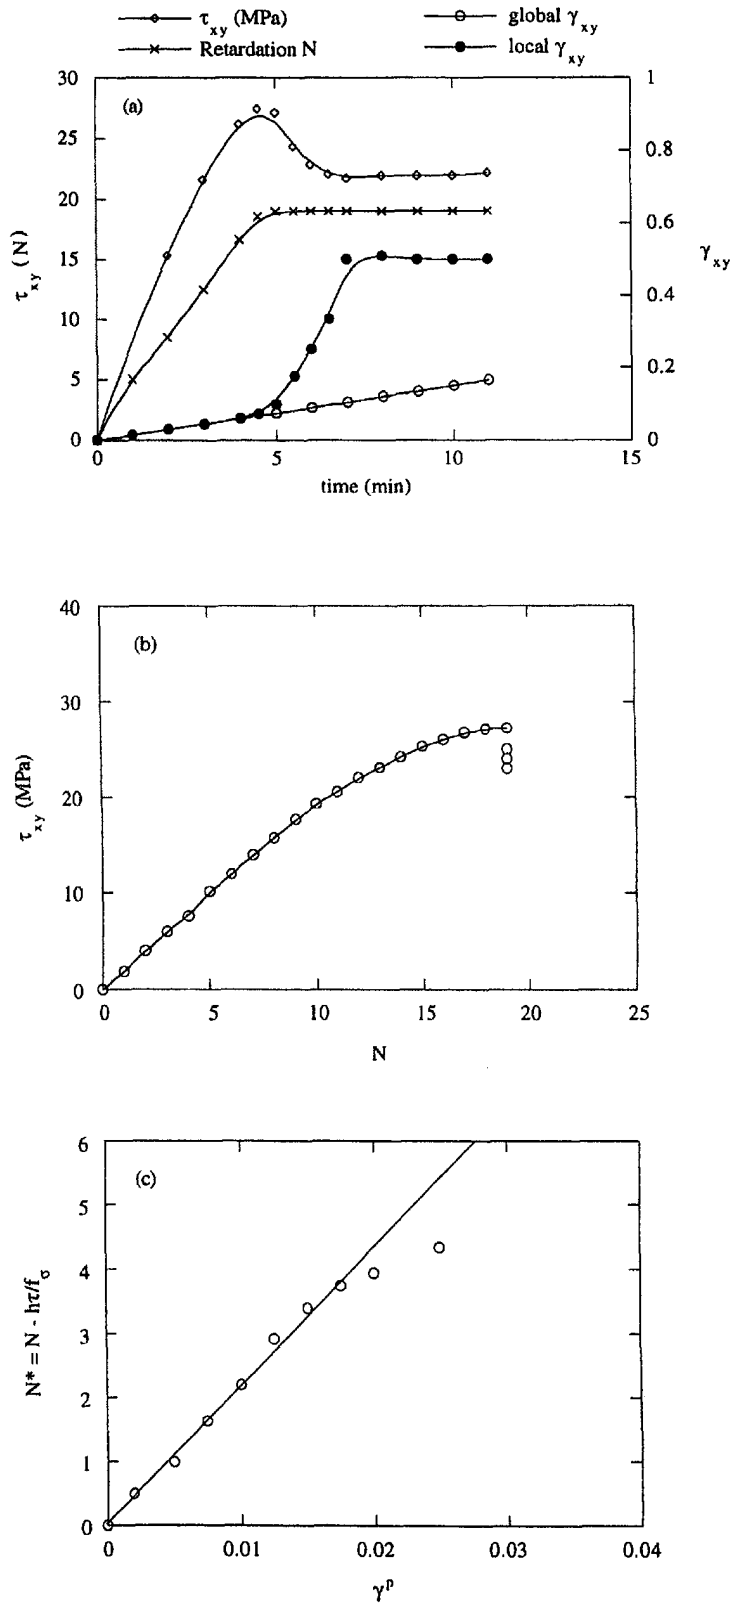 τxy (MPa) global γxy
Retardation N local γxy
(a)
30
25
20
15
10
5
0
1
0.8
0.6
0.4
0.2
0
0 5 10 15
τxy (N)
γxy
time (min)
(b)
40
30
20
10
0
0 5 10 15 20 25
τxy (MPa)
N
(c)
6
5
4
3
2
1
0
0 0.01 0.02 0.03 0.04
N* = N - hτ/fσ
γp